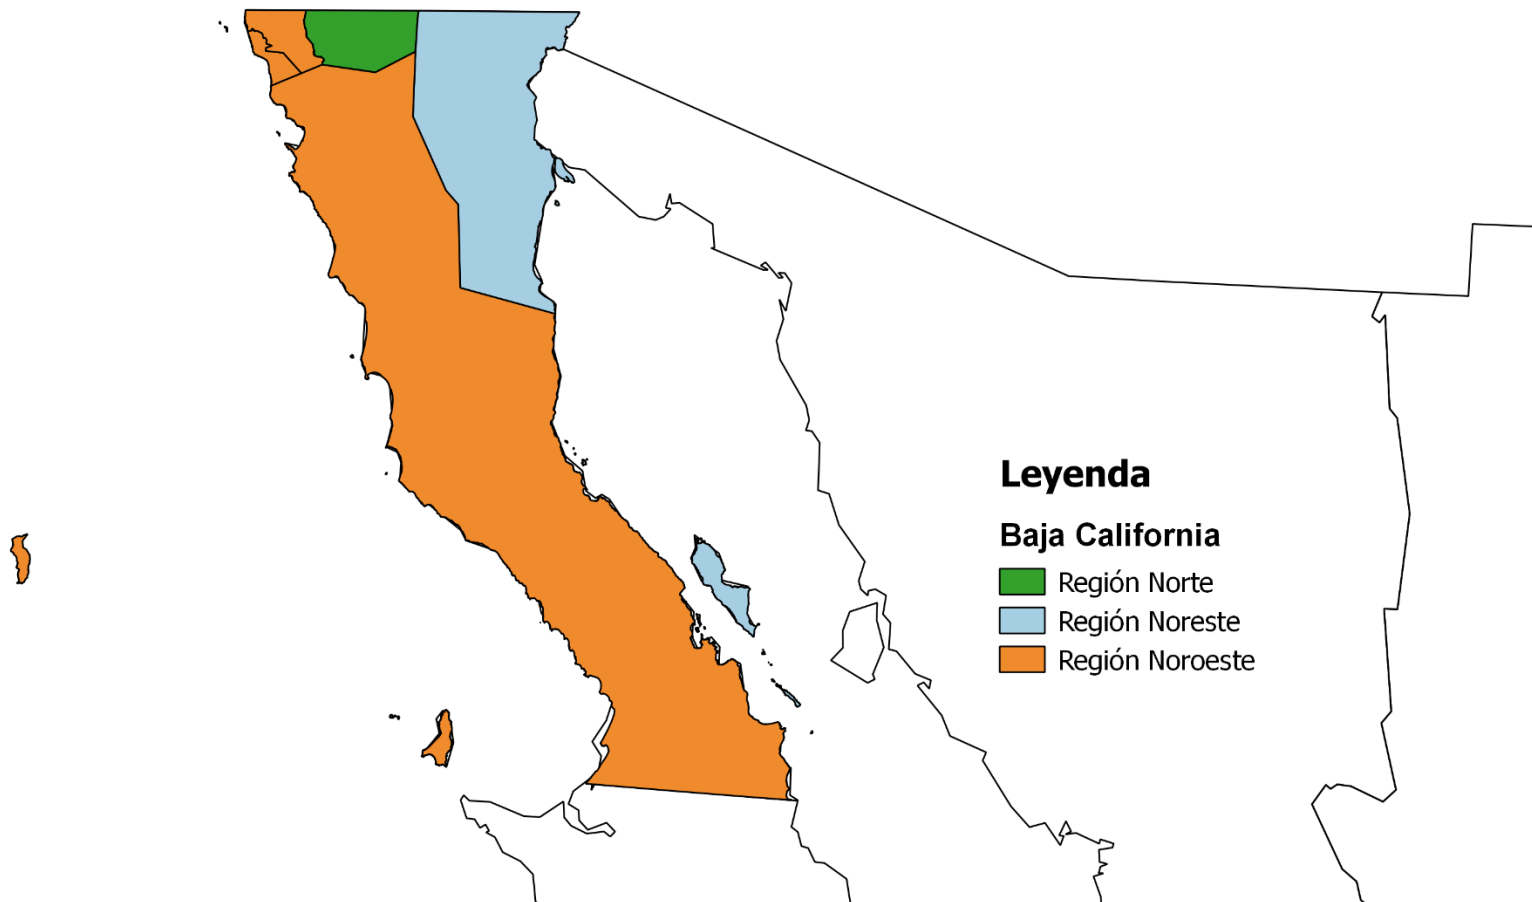 Leyenda
Baja California
Región Norte
Región Noreste
Región Noroeste